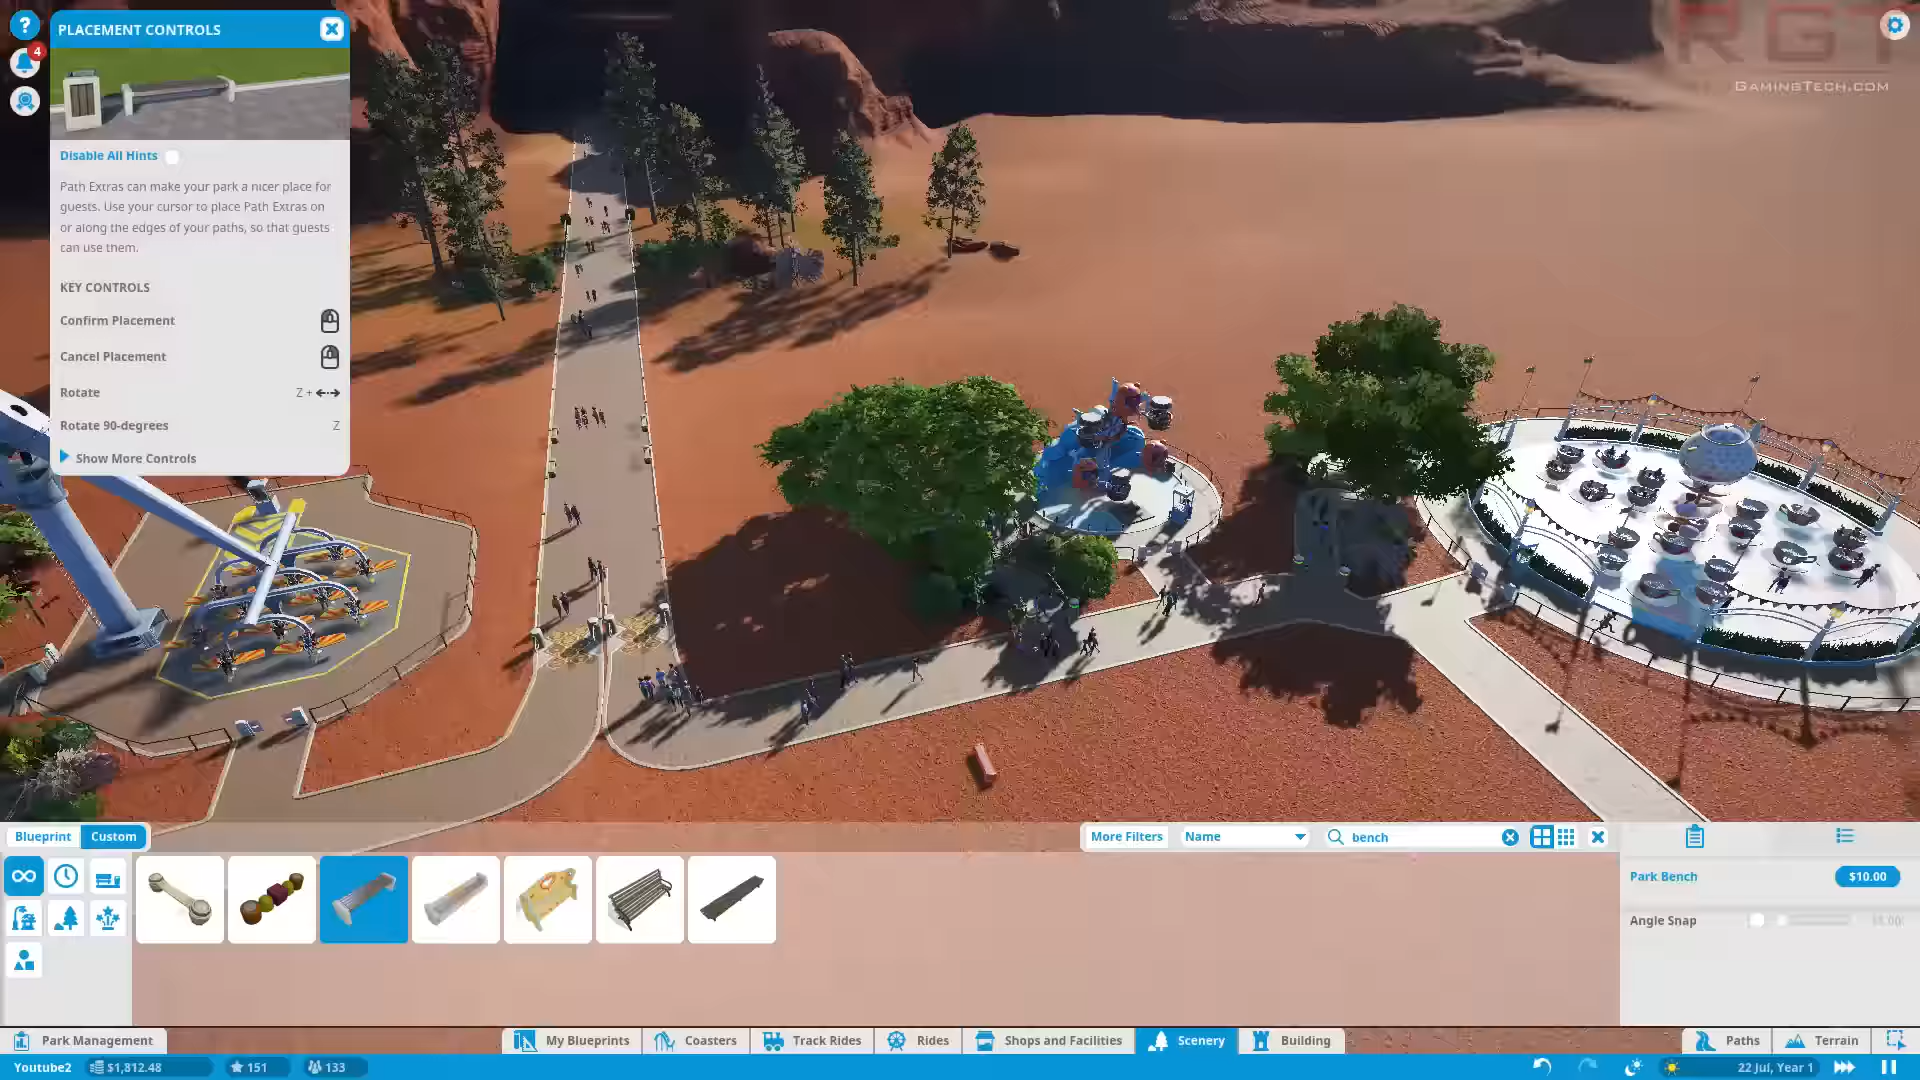 ?
PLACEMENT CONTROLS
4
RGT
GAMINGTECH.COM
Disable All Hints
Path Extras can make your park a nicer place for
guests. Use your cursor to place Path Extras on
or along the edges of your paths, so that guests
can use them.
KEY CONTROLS
Confirm Placement
Cancel Placement
Rotate Z +
Rotate 90-degrees Z
Show More Controls
Blueprint Custom
More Filters Name bench
Park Bench $10.00
Angle Snap
Park Management My Blueprints Coasters Track Rides Rides Shops and Facilities Scenery Building Paths Terrain
Youtube2 $1,812.48 151 133 22 Jul, Year 1